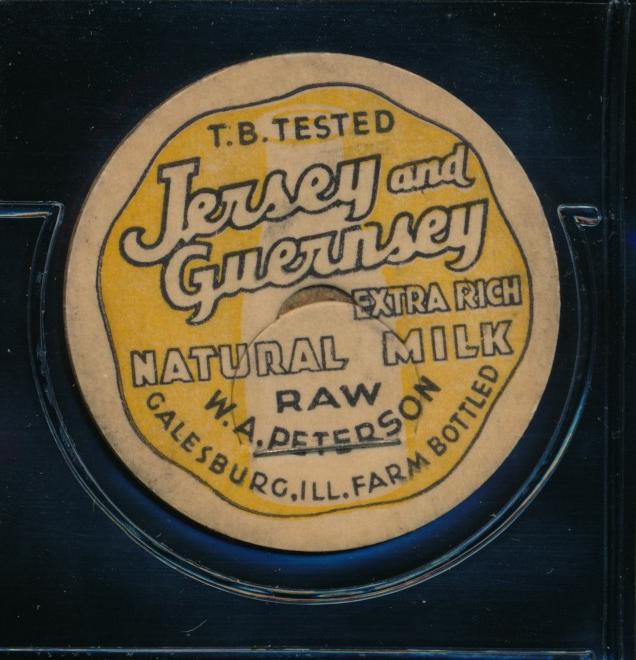 T.B. TESTED
Jersey and
Guernsey
EXTRA RICH
NATURAL MILK
RAW
W.A. PETERSON
GALESBURG, ILL. FARM BOTTLED